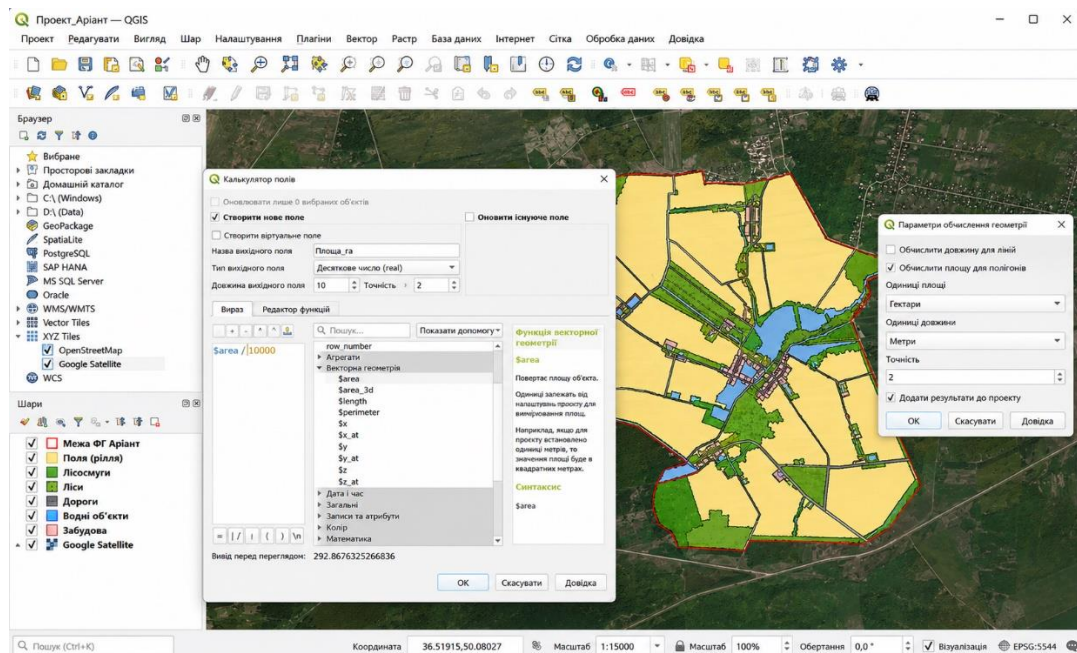 Проект_Аріант — QGIS
Проект Редагувати Вигляд Шар Налаштування Плагіни Вектор Растр База даних Інтернет Сітка Обробка даних Довідка
Браузер
Вибране
Просторові закладки
Домашній каталог
C:\ (Windows)
D:\ (Data)
GeoPackage
SpatiaLite
PostgreSQL
SAP HANA
MS SQL Server
Oracle
WMS/WMTS
Vector Tiles
XYZ Tiles
OpenStreetMap
Google Satellite
WCS
Шари
Межа ФГ Аріант
Поля (рілля)
Лісосмуги
Ліси
Дороги
Водні об'єкти
Забудова
Google Satellite
Калькулятор полів
Оновлювати лише 0 вибраних об'єктів
Створити нове поле
Оновити існуюче поле
Створити віртуальне поле
Назва вихідного поля Площа_га
Тип вихідного поля Десяткове число (real)
Довжина вихідного поля 10 Точність 2
Вираз Редактор функцій
Пошук... Показати допомогу
$area / 10000
row_number
Агрегати
Векторна геометрія
$area
$area_3d
$length
$perimeter
$x
$x_at
$y
$y_at
$z
$z_at
Дата і час
Загальні
Записи та атрибути
Колір
Математика
Функція векторної геометрії
$area
Повертає площу об'єкта.
Одиниці залежать від
налаштувань проєкту для
вимірювання площ.
Наприклад, якщо для
проєкту встановлено
одиниці метрів, то
значення площі буде в
квадратних метрах.
Синтаксис
$area
Вивід перед переглядом: 292.8676325266836
ОК Скасувати Довідка
Параметри обчислення геометрії
Обчислити довжину для ліній
Обчислити площу для полігонів
Одиниці площі
Гектари
Одиниці довжини
Метри
Точність
2
Додати результати до проекту
ОК Скасувати Довідка
Пошук (Ctrl+K) Координата 36.51915,50.08027 Масштаб 1:15000 Масштаб 100% Обертання 0,0 ° Візуалізація EPSG:5544